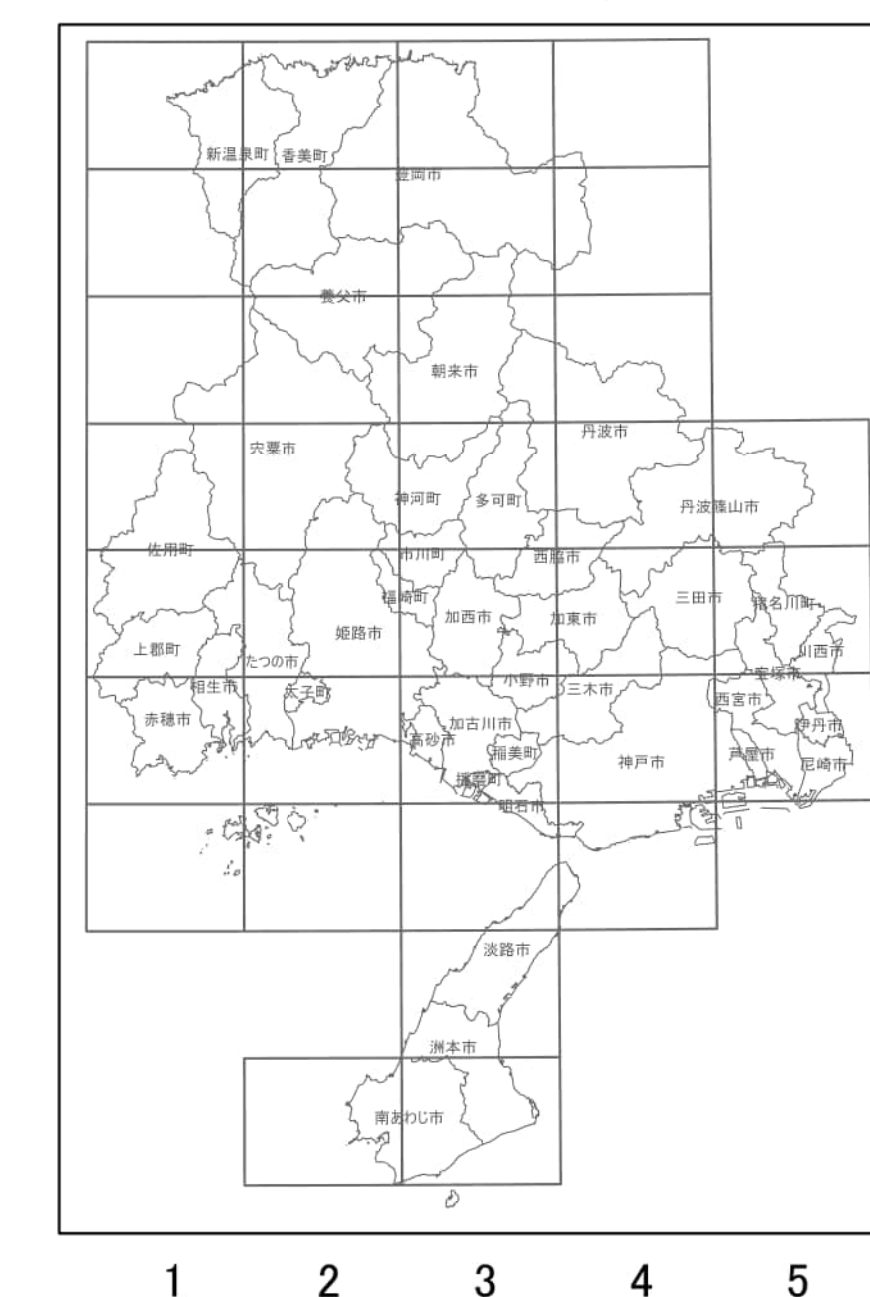 新温泉町 香美町
豊岡市
養父市
朝来市
丹波市
宍粟市
神河町 多可町 丹波篠山市
佐用町 市川町 西脇市
福崎町 加西市 加東市 三田市 猪名川町
上郡町 姫路市 川西市
たつの市
相生市 太子町 小野市 三木市 宝塚市
赤穂市 加古川市 西宮市 伊丹市
高砂市 稲美町 神戸市 芦屋市 尼崎市
播磨町
明石市
淡路市
洲本市
南あわじ市
1 2 3 4 5